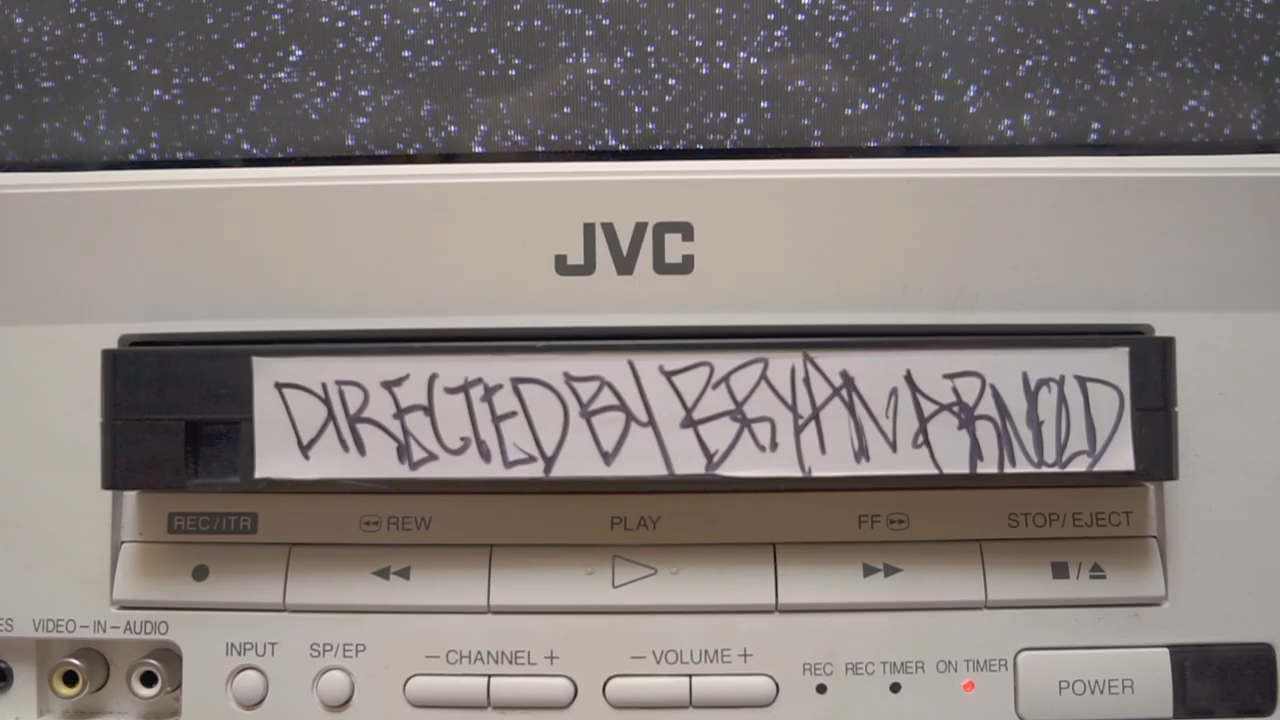 JVC
DIRECTED BY BRYAN ARNOLD
REC/ITR REW PLAY FF STOP/EJECT
VIDEO-IN-AUDIO
INPUT SP/EP - CHANNEL + - VOLUME + REC REC TIMER ON TIMER
POWER